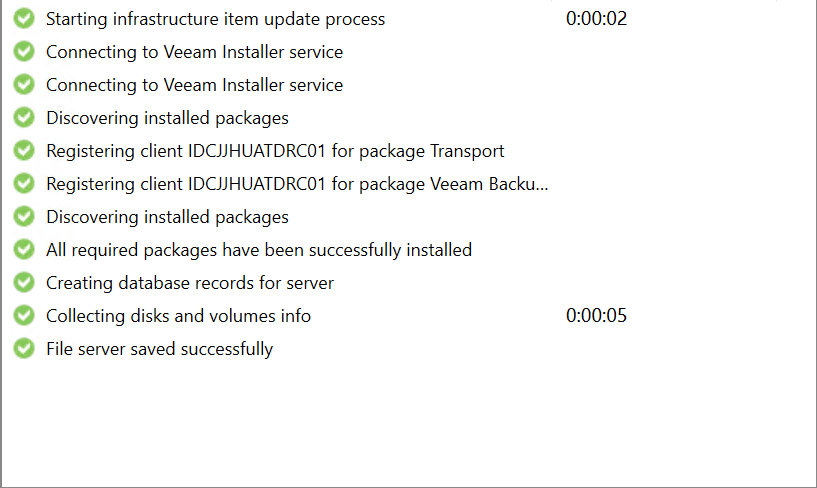 Starting infrastructure item update process 0:00:02
Connecting to Veeam Installer service
Connecting to Veeam Installer service
Discovering installed packages
Registering client IDCJJHUATDRC01 for package Transport
Registering client IDCJJHUATDRC01 for package Veeam Backu...
Discovering installed packages
All required packages have been successfully installed
Creating database records for server
Collecting disks and volumes info 0:00:05
File server saved successfully